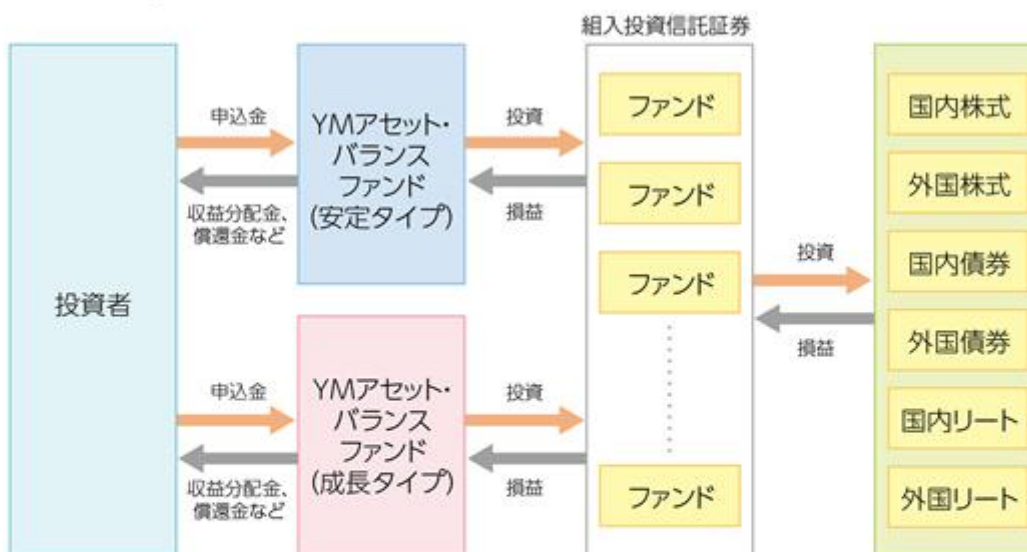 組入投資信託証券
投資者
申込金
収益分配金、
償還金など
YMアセット・
バランス
ファンド
(安定タイプ)
投資
損益
申込金
収益分配金、
償還金など
YMアセット・
バランス
ファンド
(成長タイプ)
投資
損益
ファンド
ファンド
ファンド
ファンド
投資
損益
国内株式
外国株式
国内債券
外国債券
国内リート
外国リート